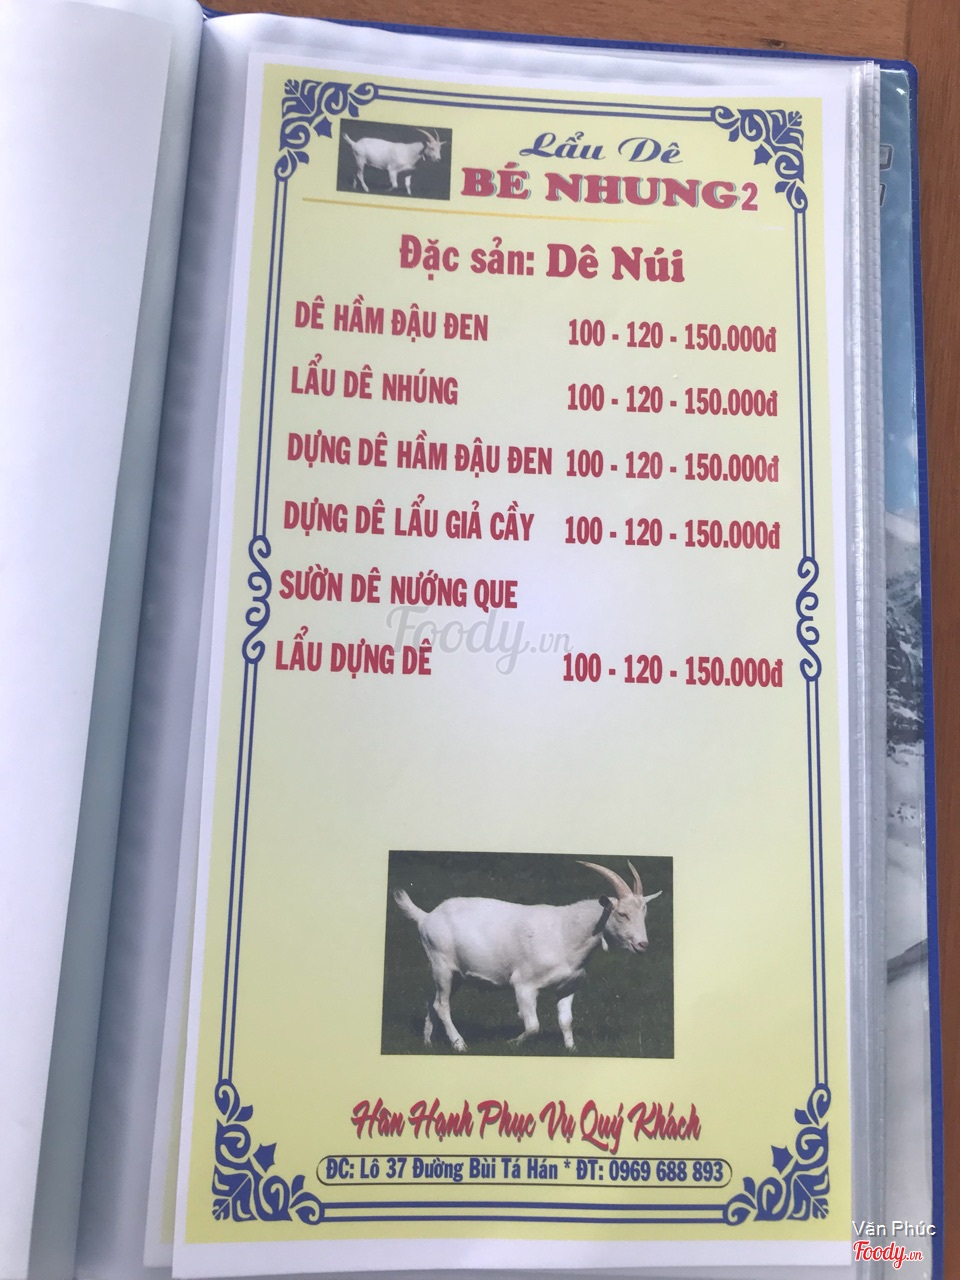 Lẩu Dê
BÉ NHUNG 2
Đặc sản: Dê Núi
DÊ HẦM ĐẬU ĐEN 100 - 120 - 150.000đ
LẨU DÊ NHÚNG 100 - 120 - 150.000đ
DỰNG DÊ HẦM ĐẬU ĐEN 100 - 120 - 150.000đ
DỰNG DÊ LẨU GIẢ CẦY 100 - 120 - 150.000đ
SƯỜN DÊ NƯỚNG QUE
LẨU DỰNG DÊ 100 - 120 - 150.000đ
Foody.vn
Hân Hạnh Phục Vụ Quý Khách
ĐC: Lô 37 Đường Bùi Tá Hán * ĐT: 0969 688 893
Văn Phúc
Foody.vn